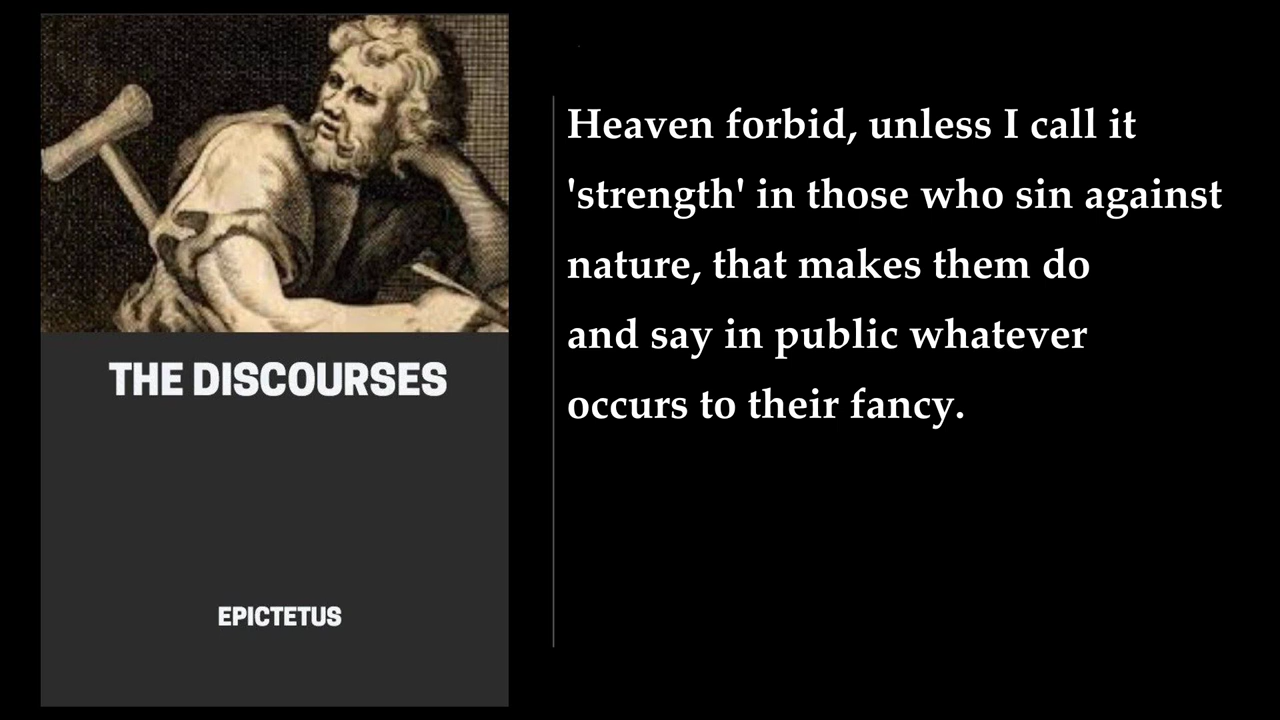 THE DISCOURSES
EPICTETUS
Heaven forbid, unless I call it
'strength' in those who sin against
nature, that makes them do
and say in public whatever
occurs to their fancy.